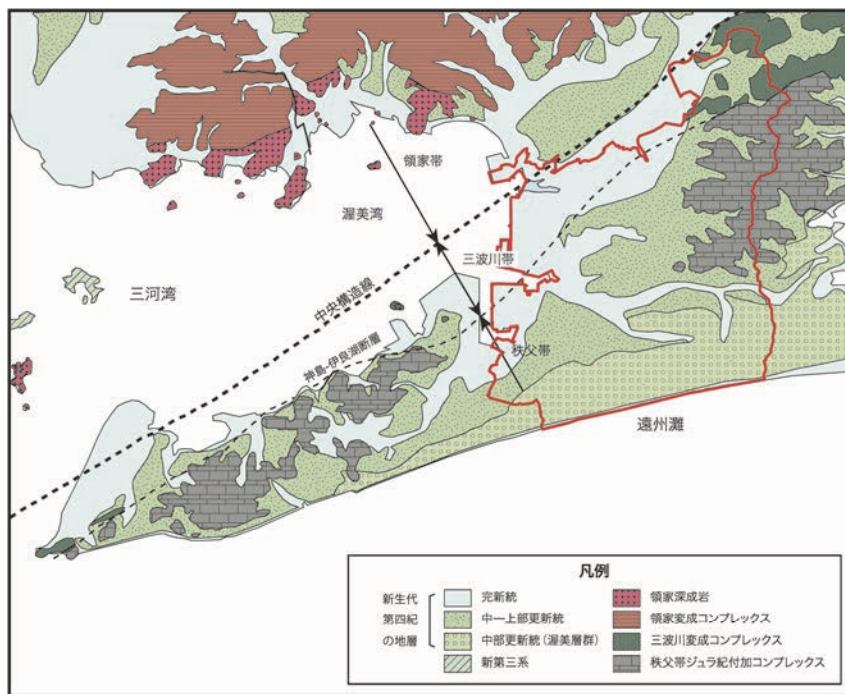 領家帯
渥美湾
三波川帯
三河湾
中央構造線
神島-伊良湖断層
秩父帯
遠州灘
凡例
新生代
第四紀
の地層
完新統
中ー上部更新統
中部更新統(渥美層群)
新第三系
領家深成岩
領家変成コンプレックス
三波川変成コンプレックス
秩父帯ジュラ紀付加コンプレックス